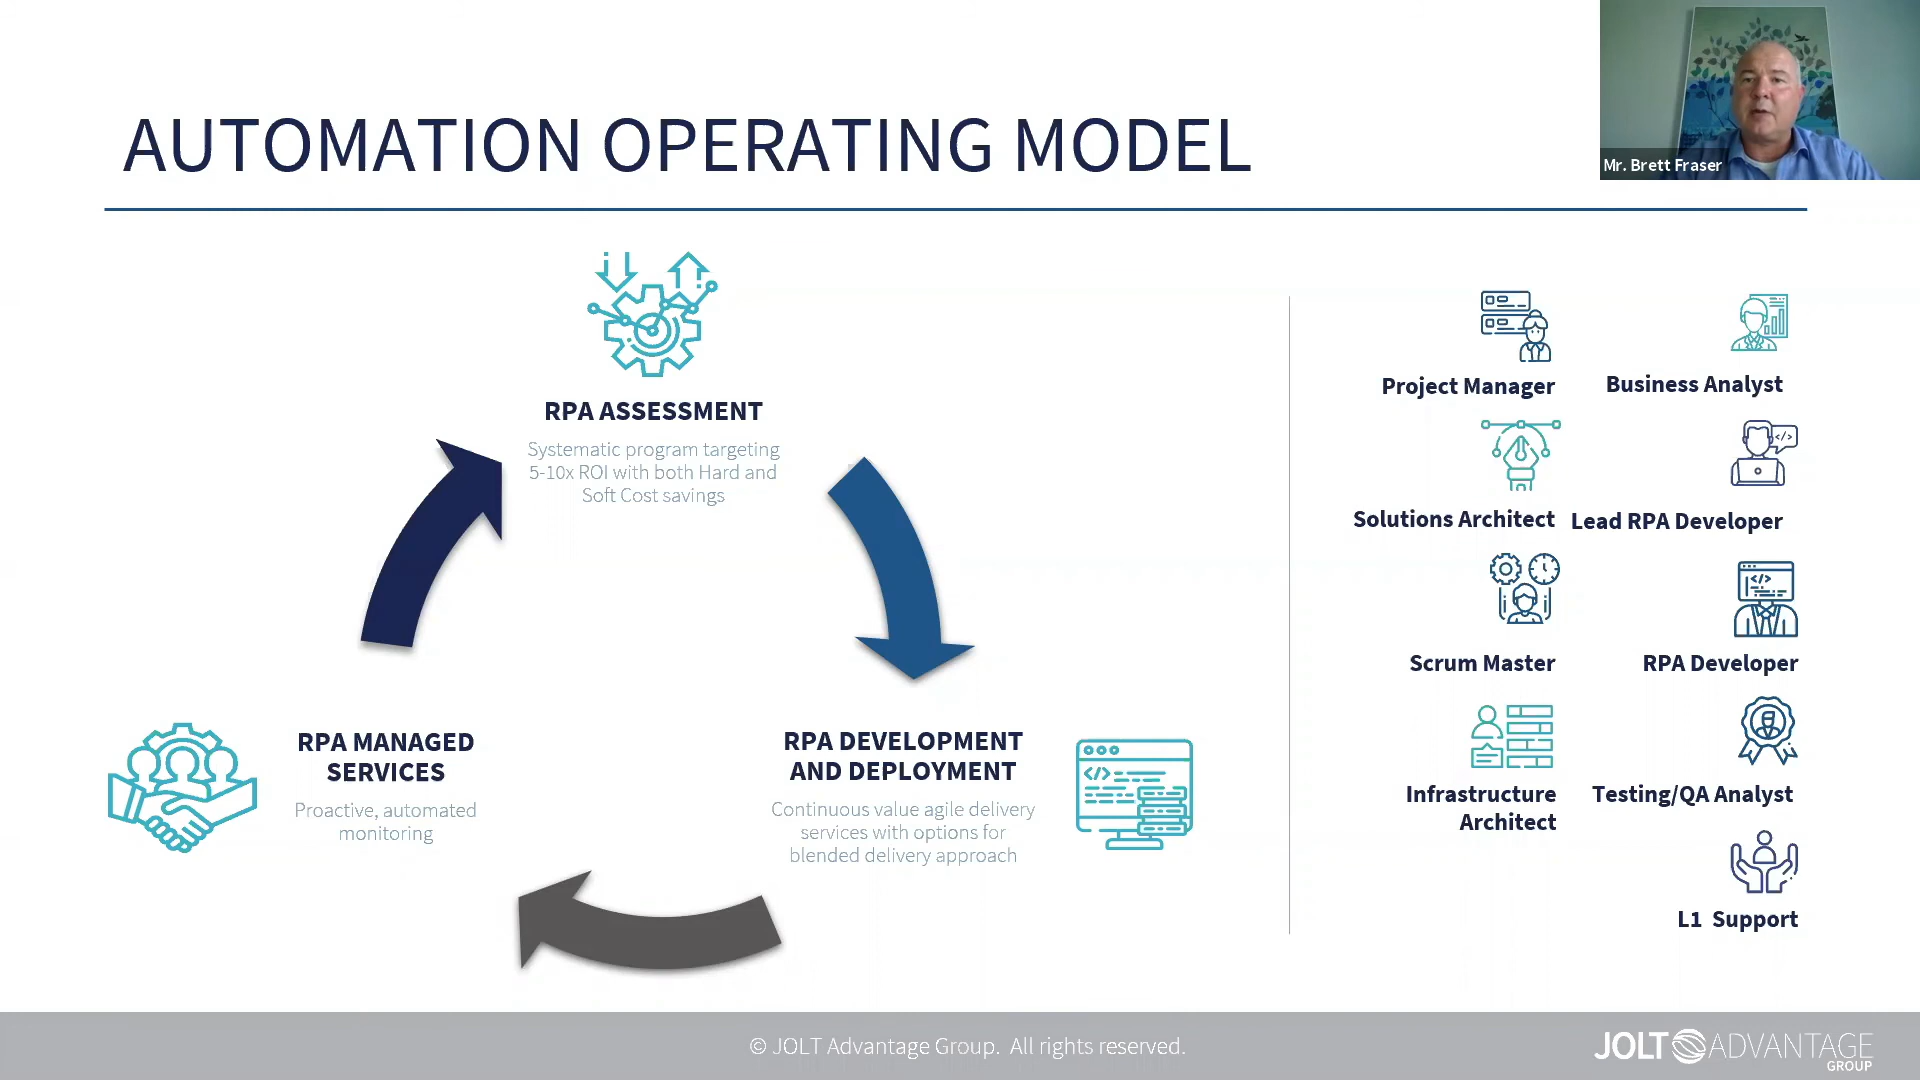 AUTOMATION OPERATING MODEL
Mr. Brett Fraser
RPA ASSESSMENT
Systematic program targeting
5-10x ROI with both Hard and
Soft Cost savings
RPA MANAGED
SERVICES
Proactive, automated
monitoring
RPA DEVELOPMENT
AND DEPLOYMENT
Continuous value agile delivery
services with options for
blended delivery approach
Project Manager
Business Analyst
Solutions Architect
Lead RPA Developer
Scrum Master
RPA Developer
Infrastructure
Architect
Testing/QA Analyst
L1 Support
© JOLT Advantage Group. All rights reserved.
JOLT ADVANTAGE
GROUP